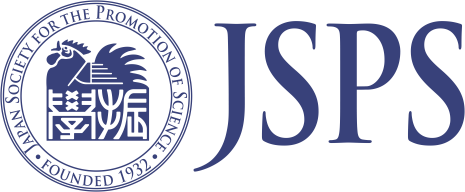 JAPAN SOCIETY FOR THE PROMOTION OF SCIENCE
• FOUNDED 1932 •
學振
JSPS